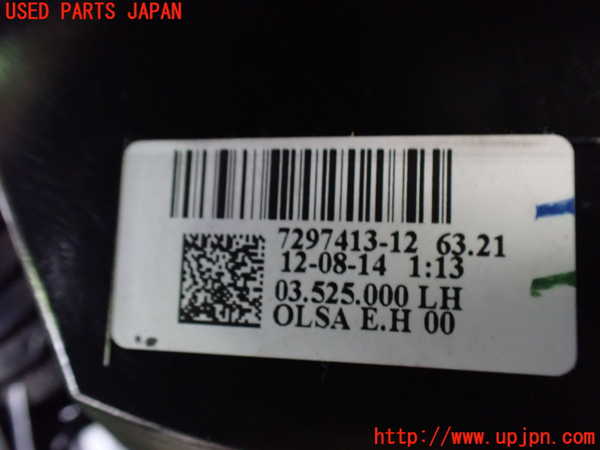 USED PARTS JAPAN
7297413-12 63.21
12-08-14 1:13
03.525.000 LH
OLSA E.H 00
http://www.upjpn.com/